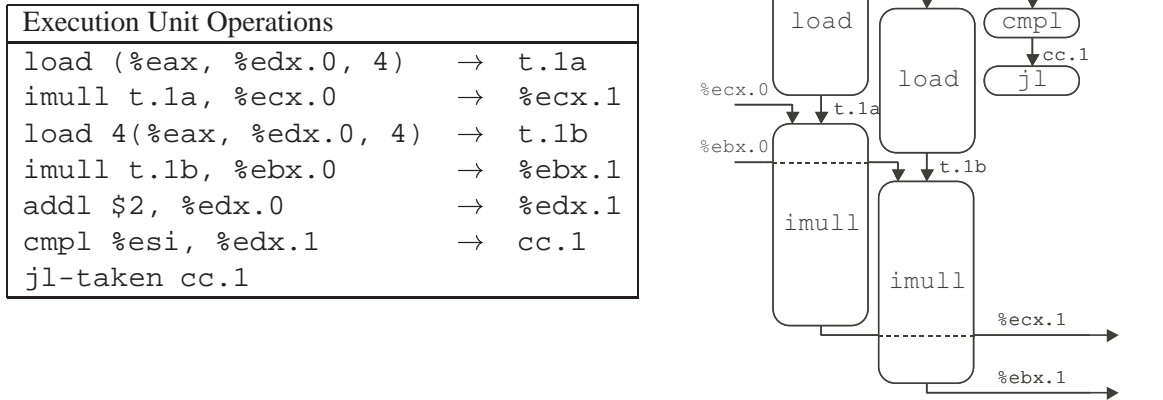 Execution Unit Operations
load (%eax, %edx.0, 4) → t.1a
imull t.1a, %ecx.0 → %ecx.1
load 4(%eax, %edx.0, 4) → t.1b
imull t.1b, %ebx.0 → %ebx.1
addl $2, %edx.0 → %edx.1
cmpl %esi, %edx.1 → cc.1
jl-taken cc.1
load
cmpl
cc.1
load
jl
%ecx.0
t.1a
%ebx.0
t.1b
imull
imull
%ecx.1
%ebx.1